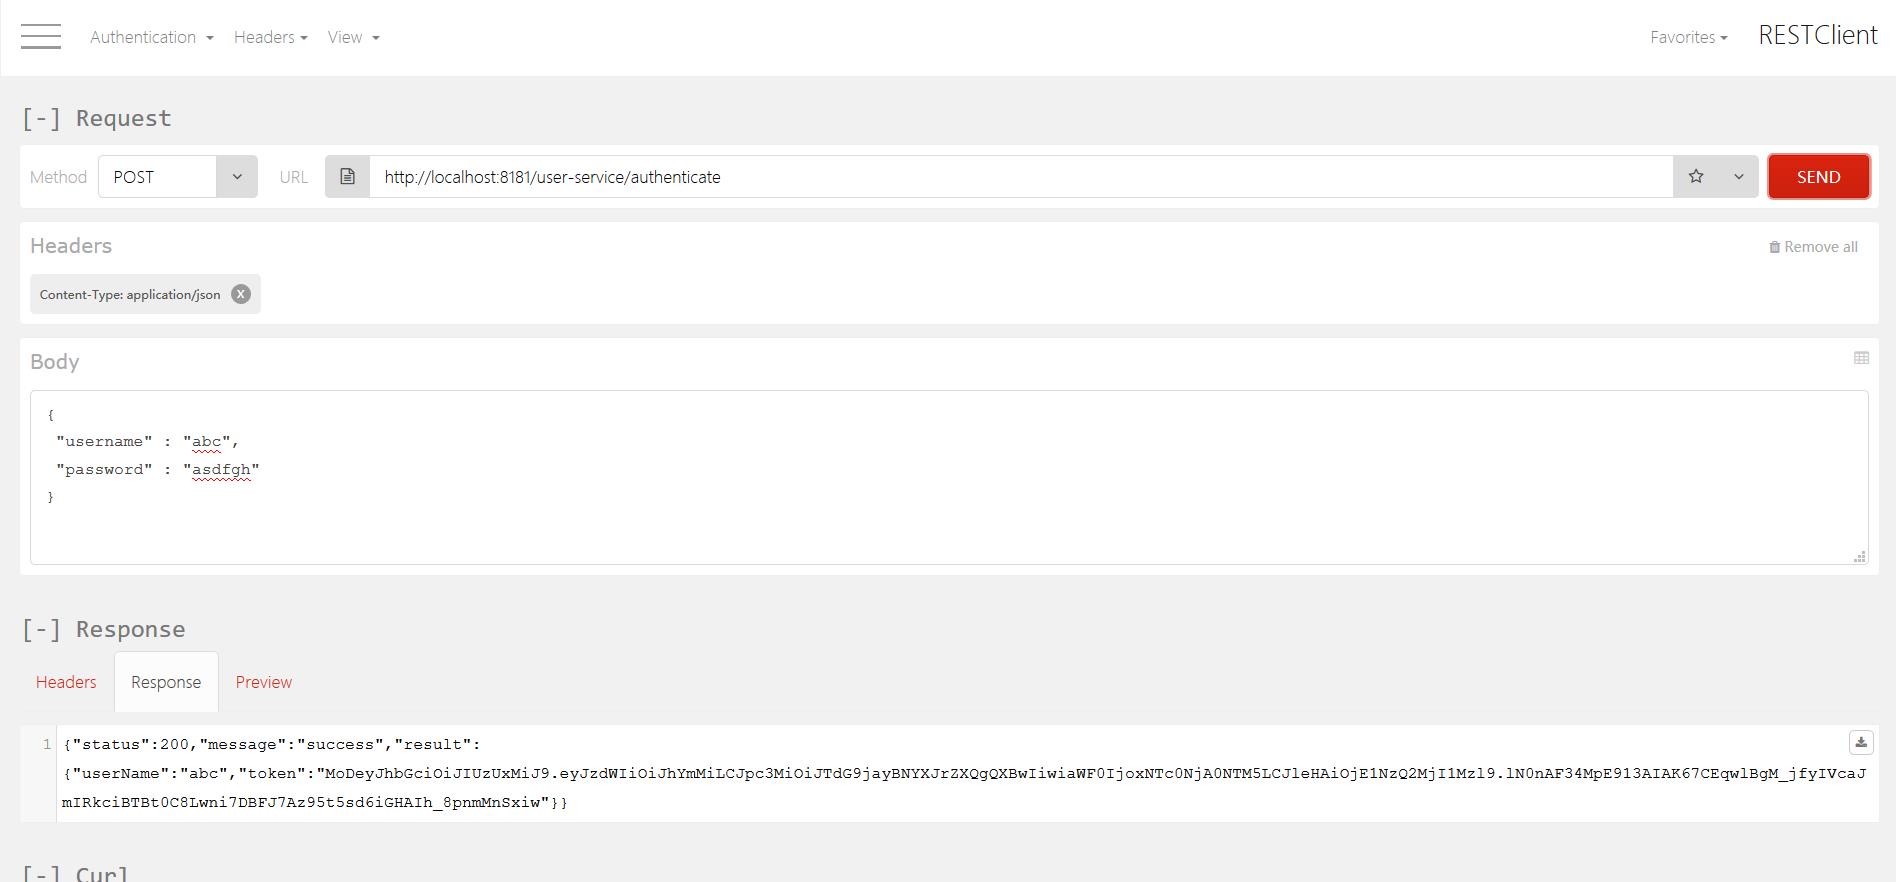 Authentication Headers View Favorites RESTClient
[-] Request
Method POST URL http://localhost:8181/user-service/authenticate SEND
Headers Remove all
Content-Type: application/json X
Body
{
"username" : "abc",
"password" : "asdfgh"
}
[-] Response
Headers Response Preview
1 {"status":200,"message":"success","result":
{"userName":"abc","token":"MoDeyJhbGciOiJIUzUxMiJ9.eyJzdWIiOiJhYmMiLCJpc3MiOiJTdG9jayBNYXJrZXQgQXBwIiwiaWF0IjoxNTc0NjA0NTM5LCJleHAiOjE1NzQ2MjI1Mzl9.lN0nAF34MpE913AIAK67CEqwlBgM_jfyIVcaJ
mIRkciBTBt0C8Lwni7DBFJ7Az95t5sd6iGHAIh_8pnmMnSxiw"}}
[-] Curl